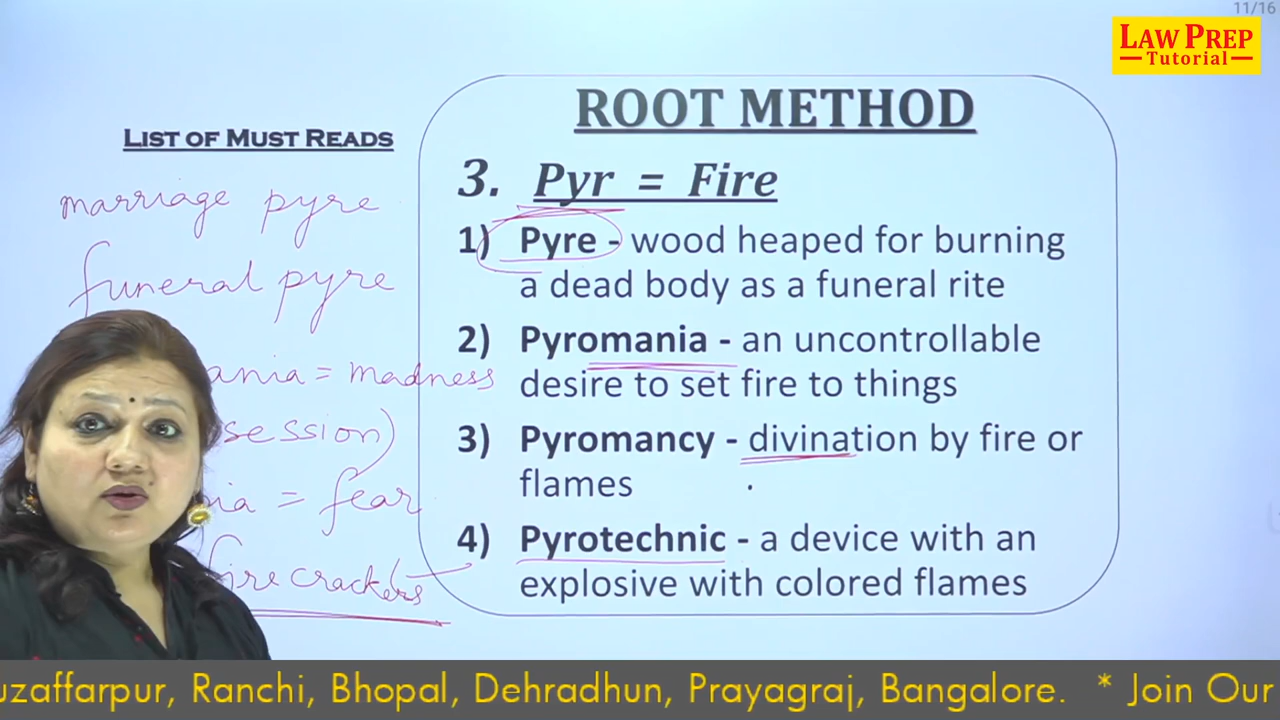 11/16
LAW PREP
Tutorial
ROOT METHOD
LIST OF MUST READS
marriage pyre
funeral pyre
ania = madness
session)
ia = fear
fire crackers
3. Pyr = Fire
1) Pyre - wood heaped for burning
a dead body as a funeral rite
2) Pyromania - an uncontrollable
desire to set fire to things
3) Pyromancy - divination by fire or
flames
4) Pyrotechnic - a device with an
explosive with colored flames
uzaffarpur, Ranchi, Bhopal, Dehradhun, Prayagraj, Bangalore. * Join Our